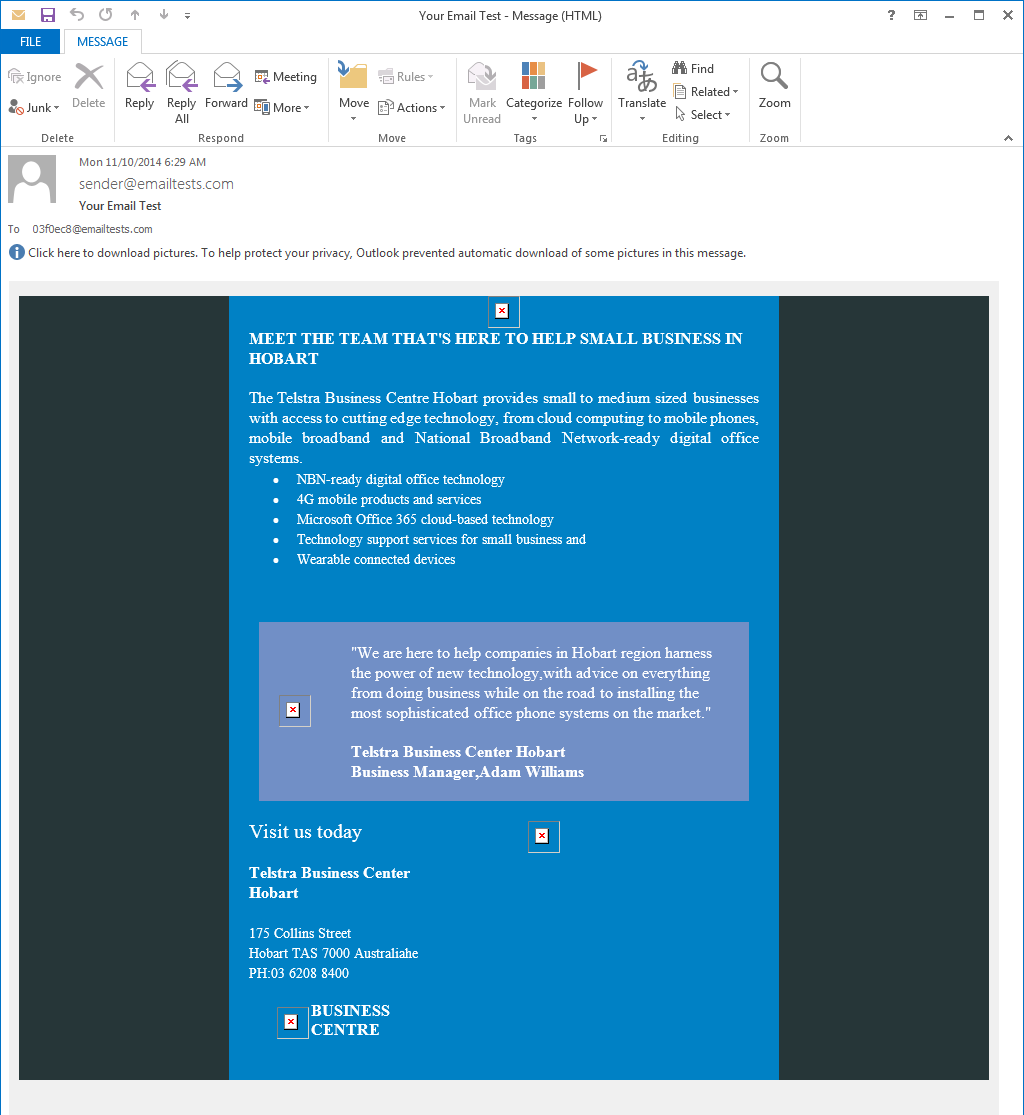 Your Email Test - Message (HTML)
?
FILE
MESSAGE
Ignore
Junk
Delete
Delete
Reply
Reply
All
Forward
Meeting
More
Respond
Move
Rules
Actions
Move
Mark
Unread
Categorize
Follow
Up
Tags
Translate
Find
Related
Select
Editing
Zoom
Zoom
Mon 11/10/2014 6:29 AM
sender@emailtests.com
Your Email Test
To 03f0ec8@emailtests.com
Click here to download pictures. To help protect your privacy, Outlook prevented automatic download of some pictures in this message.
MEET THE TEAM THAT'S HERE TO HELP SMALL BUSINESS IN
HOBART
The Telstra Business Centre Hobart provides small to medium sized businesses
with access to cutting edge technology, from cloud computing to mobile phones,
mobile broadband and National Broadband Network-ready digital office
systems.
• NBN-ready digital office technology
• 4G mobile products and services
• Microsoft Office 365 cloud-based technology
• Technology support services for small business and
• Wearable connected devices
"We are here to help companies in Hobart region harness
the power of new technology,with advice on everything
from doing business while on the road to installing the
most sophisticated office phone systems on the market."
Telstra Business Center Hobart
Business Manager,Adam Williams
Visit us today
Telstra Business Center
Hobart
175 Collins Street
Hobart TAS 7000 Australiahe
PH:03 6208 8400
BUSINESS
CENTRE